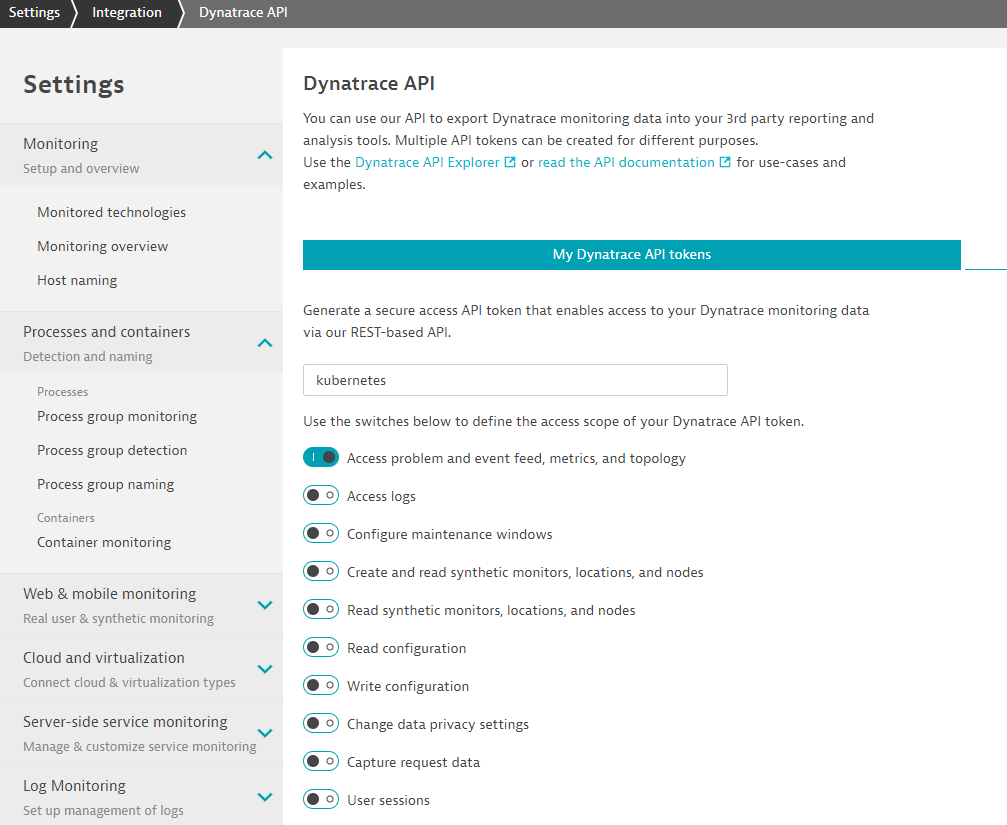 Settings
Integration
Dynatrace API
Settings
Monitoring
Setup and overview
Monitored technologies
Monitoring overview
Host naming
Processes and containers
Detection and naming
Processes
Process group monitoring
Process group detection
Process group naming
Containers
Container monitoring
Web & mobile monitoring
Real user & synthetic monitoring
Cloud and virtualization
Connect cloud & virtualization types
Server-side service monitoring
Manage & customize service monitoring
Log Monitoring
Set up management of logs
Dynatrace API
You can use our API to export Dynatrace monitoring data into your 3rd party reporting and
analysis tools. Multiple API tokens can be created for different purposes.
Use the Dynatrace API Explorer or read the API documentation for use-cases and
examples.
My Dynatrace API tokens
Generate a secure access API token that enables access to your Dynatrace monitoring data
via our REST-based API.
kubernetes
Use the switches below to define the access scope of your Dynatrace API token.
Access problem and event feed, metrics, and topology
Access logs
Configure maintenance windows
Create and read synthetic monitors, locations, and nodes
Read synthetic monitors, locations, and nodes
Read configuration
Write configuration
Change data privacy settings
Capture request data
User sessions